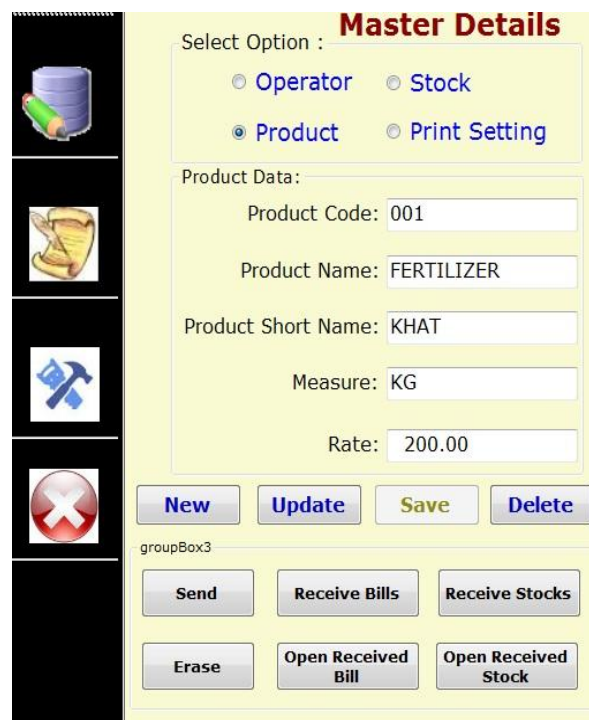 Master Details
Select Option :
Operator Stock
Product Print Setting
Product Data:
Product Code: 001
Product Name: FERTILIZER
Product Short Name: KHAT
Measure: KG
Rate: 200.00
New Update Save Delete
groupBox3
Send Receive Bills Receive Stocks
Erase Open Received Bill Open Received Stock